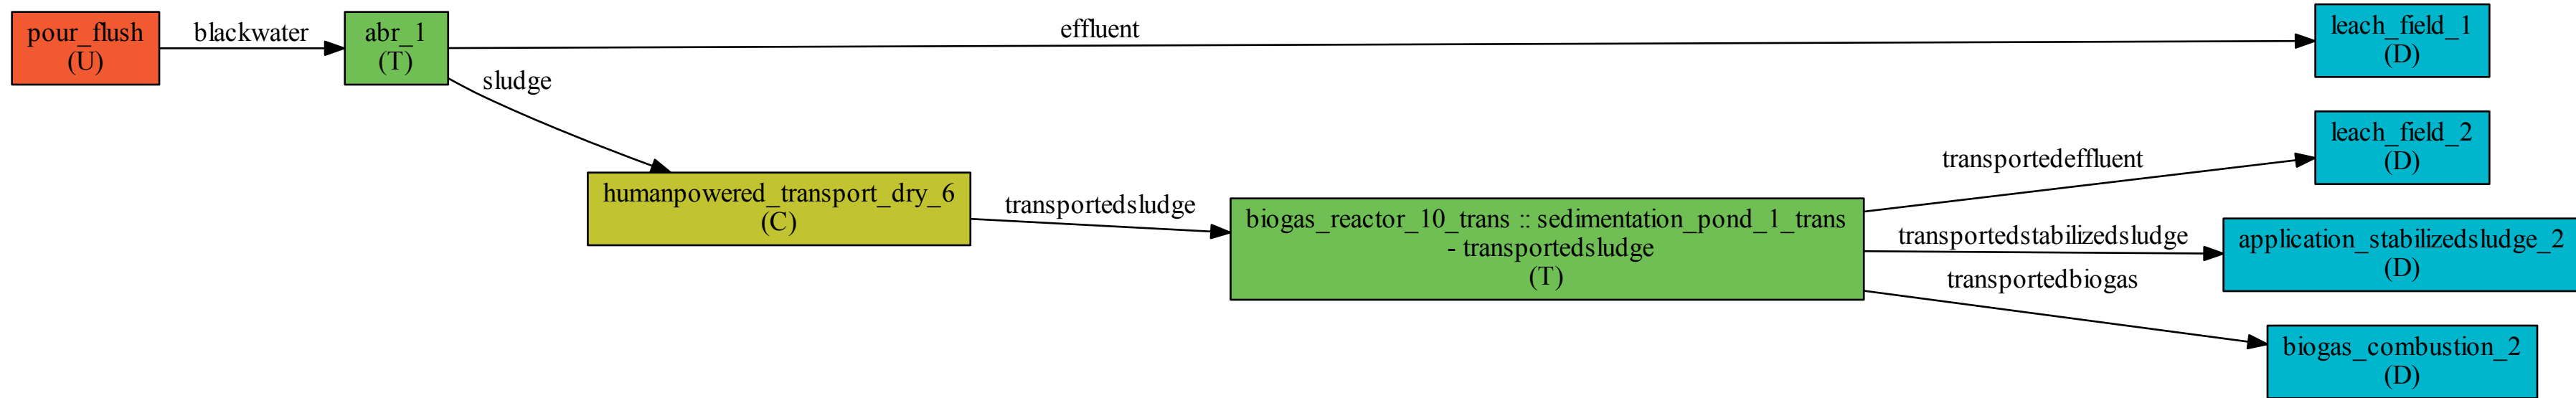 pour_flush
(U)
blackwater
abr_1
(T)
effluent
leach_field_1
(D)
sludge
humanpowered_transport_dry_6
(C)
transportedsludge
biogas_reactor_10_trans :: sedimentation_pond_1_trans
- transportedsludge
(T)
transportedeffluent
leach_field_2
(D)
transportedstabilizedsludge
application_stabilizedsludge_2
(D)
transportedbiogas
biogas_combustion_2
(D)